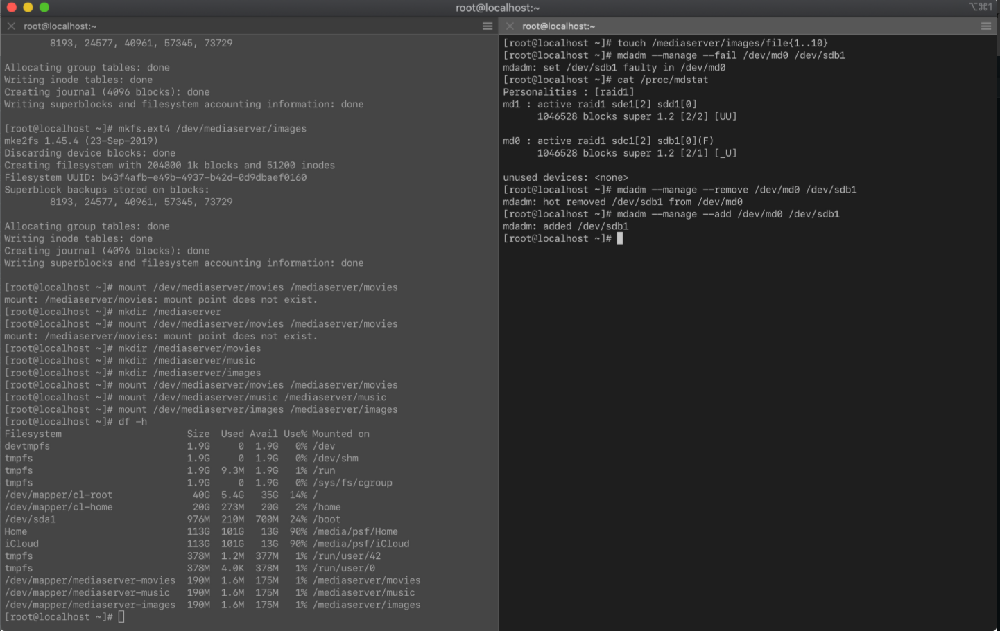 root@localhost:~
⌥⌘1
root@localhost:~
        8193, 24577, 40961, 57345, 73729

Allocating group tables: done
Writing inode tables: done
Creating journal (4096 blocks): done
Writing superblocks and filesystem accounting information: done

[root@localhost ~]# mkfs.ext4 /dev/mediaserver/images
mke2fs 1.45.4 (23-Sep-2019)
Discarding device blocks: done
Creating filesystem with 204800 1k blocks and 51200 inodes
Filesystem UUID: b43f4afb-e49b-4937-b42d-0d9dbaef0160
Superblock backups stored on blocks:
        8193, 24577, 40961, 57345, 73729

Allocating group tables: done
Writing inode tables: done
Creating journal (4096 blocks): done
Writing superblocks and filesystem accounting information: done

[root@localhost ~]# mount /dev/mediaserver/movies /mediaserver/movies
mount: /mediaserver/movies: mount point does not exist.
[root@localhost ~]# mkdir /mediaserver
[root@localhost ~]# mount /dev/mediaserver/movies /mediaserver/movies
mount: /mediaserver/movies: mount point does not exist.
[root@localhost ~]# mkdir /mediaserver/movies
[root@localhost ~]# mkdir /mediaserver/music
[root@localhost ~]# mkdir /mediaserver/images
[root@localhost ~]# mount /dev/mediaserver/movies /mediaserver/movies
[root@localhost ~]# mount /dev/mediaserver/music /mediaserver/music
[root@localhost ~]# mount /dev/mediaserver/images /mediaserver/images
[root@localhost ~]# df -h
Filesystem                      Size  Used Avail Use% Mounted on
devtmpfs                        1.9G     0  1.9G   0% /dev
tmpfs                           1.9G     0  1.9G   0% /dev/shm
tmpfs                           1.9G  9.3M  1.9G   1% /run
tmpfs                           1.9G     0  1.9G   0% /sys/fs/cgroup
/dev/mapper/cl-root              40G  5.4G   35G  14% /
/dev/mapper/cl-home              20G  273M   20G   2% /home
/dev/sda1                       976M  210M  700M  24% /boot
Home                            113G  101G   13G  90% /media/psf/Home
iCloud                          113G  101G   13G  90% /media/psf/iCloud
tmpfs                           378M  1.2M  377M   1% /run/user/42
tmpfs                           378M  4.0K  378M   1% /run/user/0
/dev/mapper/mediaserver-movies  190M  1.6M  175M   1% /mediaserver/movies
/dev/mapper/mediaserver-music   190M  1.6M  175M   1% /mediaserver/music
/dev/mapper/mediaserver-images  190M  1.6M  175M   1% /mediaserver/images
[root@localhost ~]#
root@localhost:~
[root@localhost ~]# touch /mediaserver/images/file{1..10}
[root@localhost ~]# mdadm --manage --fail /dev/md0 /dev/sdb1
mdadm: set /dev/sdb1 faulty in /dev/md0
[root@localhost ~]# cat /proc/mdstat
Personalities : [raid1]
md1 : active raid1 sde1[2] sdd1[0]
      1046528 blocks super 1.2 [2/2] [UU]

md0 : active raid1 sdc1[2] sdb1[0](F)
      1046528 blocks super 1.2 [2/1] [_U]

unused devices: <none>
[root@localhost ~]# mdadm --manage --remove /dev/md0 /dev/sdb1
mdadm: hot removed /dev/sdb1 from /dev/md0
[root@localhost ~]# mdadm --manage --add /dev/md0 /dev/sdb1
mdadm: added /dev/sdb1
[root@localhost ~]#